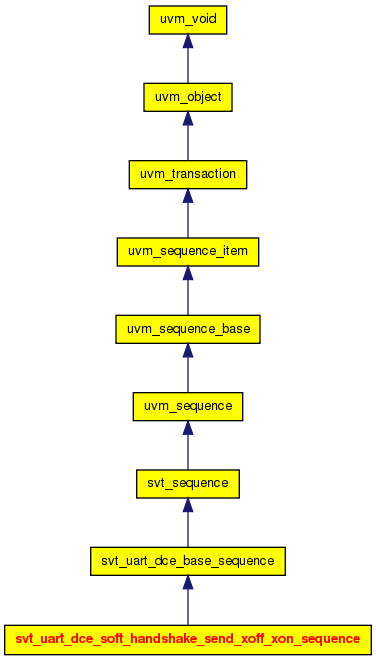 uvm_void
uvm_object
uvm_transaction
uvm_sequence_item
uvm_sequence_base
uvm_sequence
svt_sequence
svt_uart_dce_base_sequence
svt_uart_dce_soft_handshake_send_xoff_xon_sequence